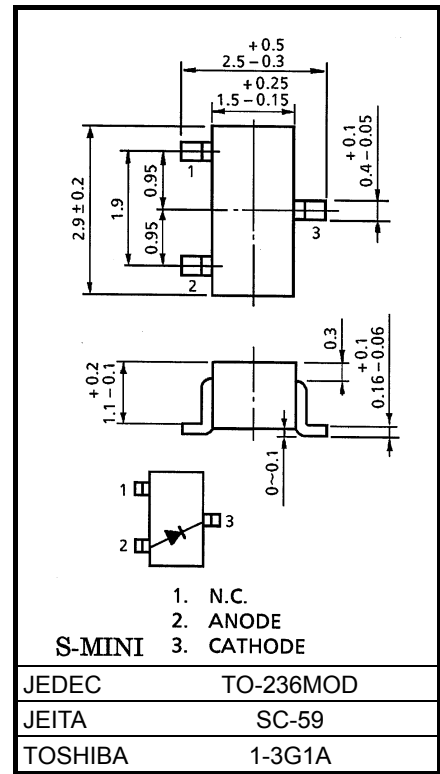 + 0.5
2.5 – 0.3
+ 0.25
1.5 – 0.15
1
2
3
2.9 ± 0.2
1.9
0.95
0.95
+ 0.1
0.4 – 0.05
+ 0.2
1.1 – 0.1
0.3
+ 0.1
0.16 – 0.06
0~0.1
1
2
3
1. N.C.
2. ANODE
S-MINI 3. CATHODE
JEDEC TO-236MOD
JEITA SC-59
TOSHIBA 1-3G1A